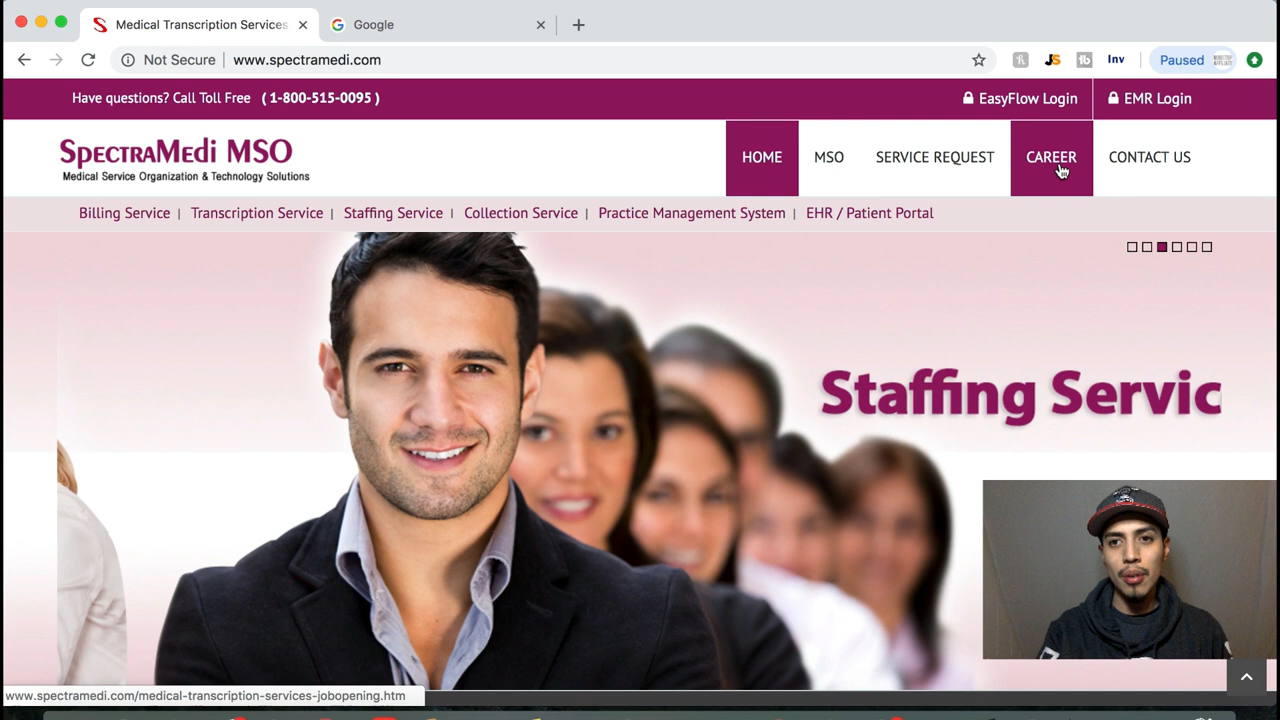 Medical Transcription Services
Google
Not Secure
www.spectramedi.com
JS
tb
Inv
Paused
Have questions? Call Toll Free ( 1-800-515-0095 )
EasyFlow Login
EMR Login
SPECTRAMEDI MSO
Medical Service Organization & Technology Solutions
HOME
MSO
SERVICE REQUEST
CAREER
CONTACT US
Billing Service | Transcription Service | Staffing Service | Collection Service | Practice Management System | EHR / Patient Portal
Staffing Servic
www.spectramedi.com/medical-transcription-services-jobopening.htm